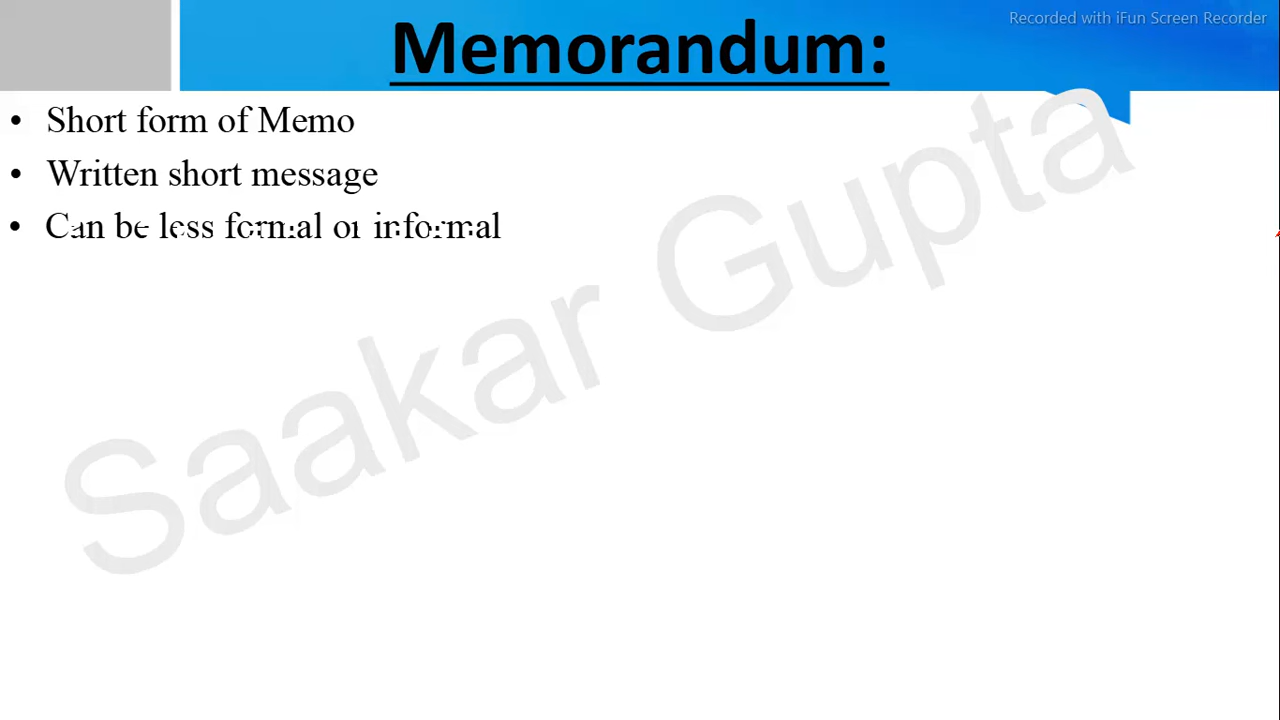 Recorded with iFun Screen Recorder
Memorandum:
• Short form of Memo
• Written short message
• Can be less formal or informal
Saakar Gupta